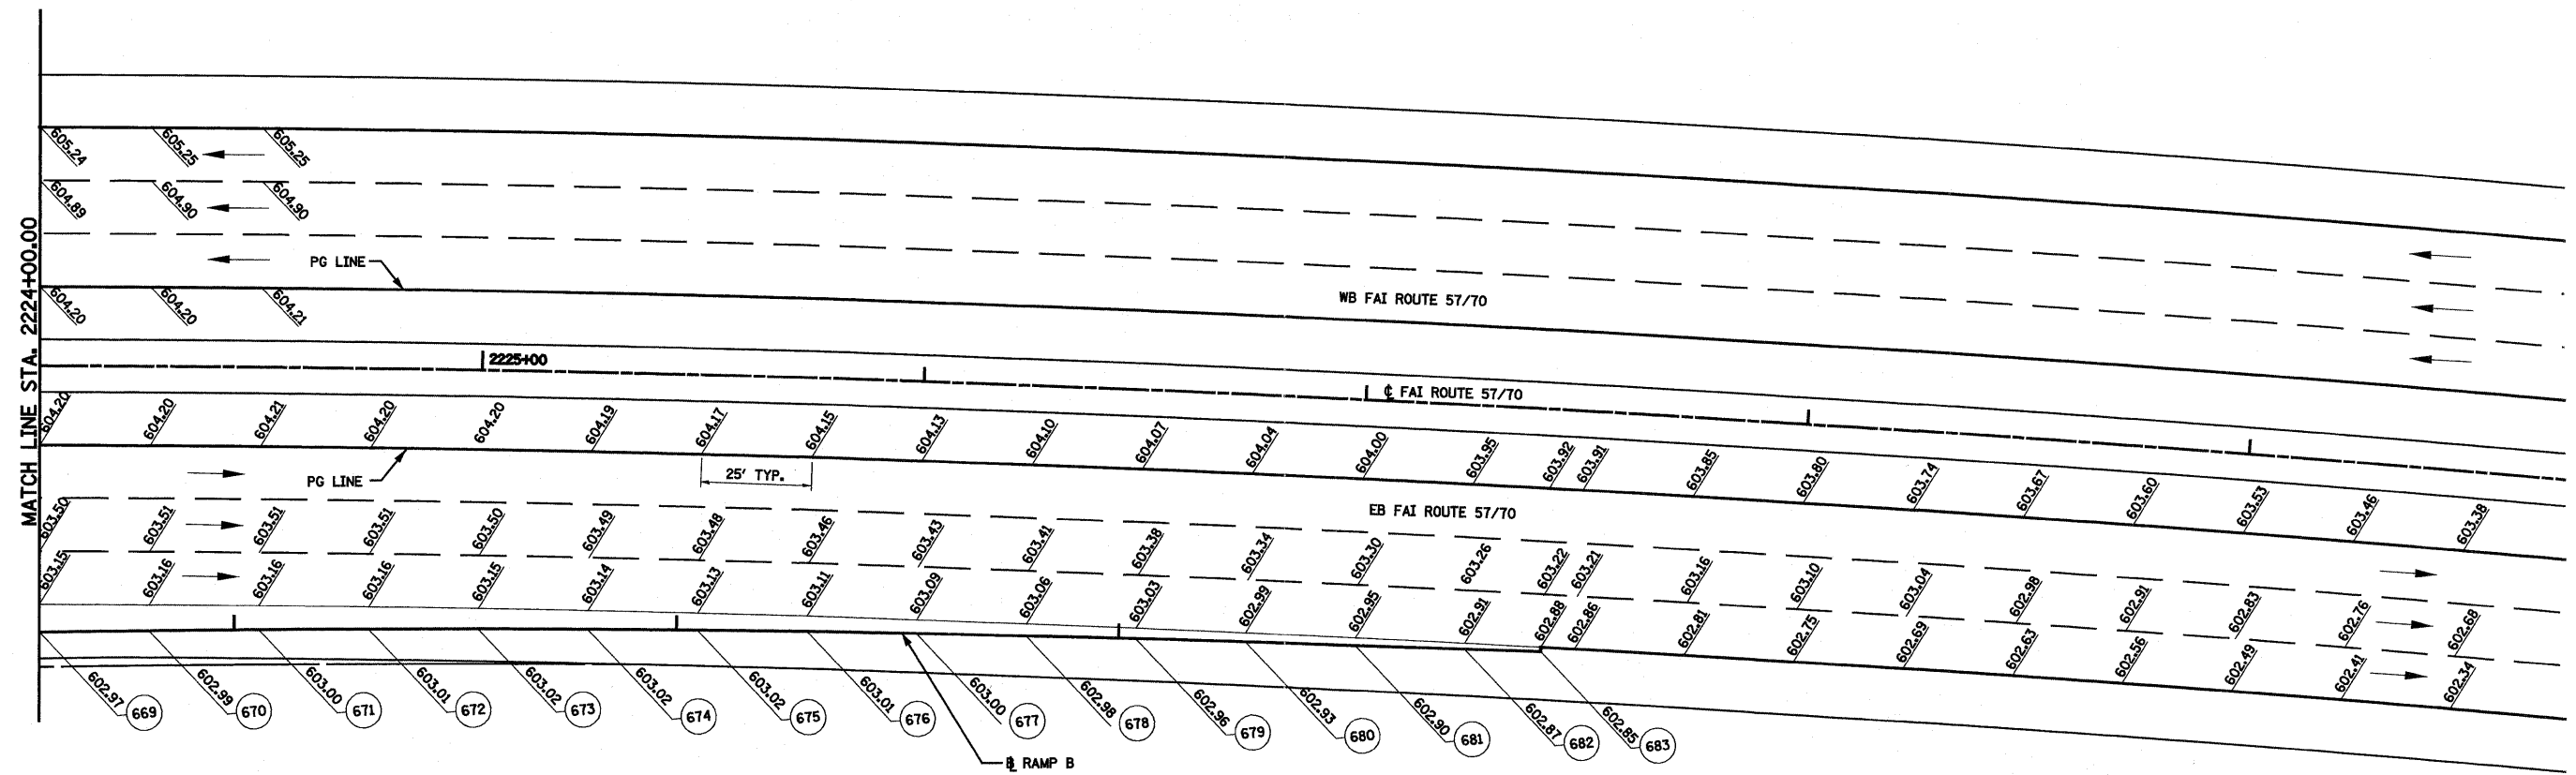 MATCH LINE STA. 2224+00.00
605.24 605.25 605.25
604.89 604.90 604.90
PG LINE
604.20 604.20 604.21
WB FAI ROUTE 57/70
2225+00
℄ FAI ROUTE 57/70
604.20 604.20 604.21 604.20 604.20 604.19 604.17 604.15 604.13 604.10 604.07 604.04 604.00 603.95 603.92 603.91 603.85 603.80 603.74 603.67 603.60 603.53 603.46 603.38
25' TYP.
PG LINE
EB FAI ROUTE 57/70
603.50 603.51 603.51 603.51 603.50 603.49 603.48 603.46 603.43 603.41 603.38 603.34 603.30 603.26 603.22 603.21 603.16 603.10 603.04 602.98 602.91 602.83 602.76 602.68
603.15 603.16 603.16 603.16 603.15 603.14 603.13 603.11 603.09 603.06 603.03 602.99 602.95 602.91 602.88 602.86 602.81 602.75 602.69 602.63 602.56 602.49 602.41 602.34
602.97 669
602.99 670
603.00 671
603.01 672
603.02 673
603.02 674
603.02 675
603.01 676
603.00 677
602.98 678
602.96 679
602.93 680
602.90 681
602.87 682
602.85 683
B RAMP B